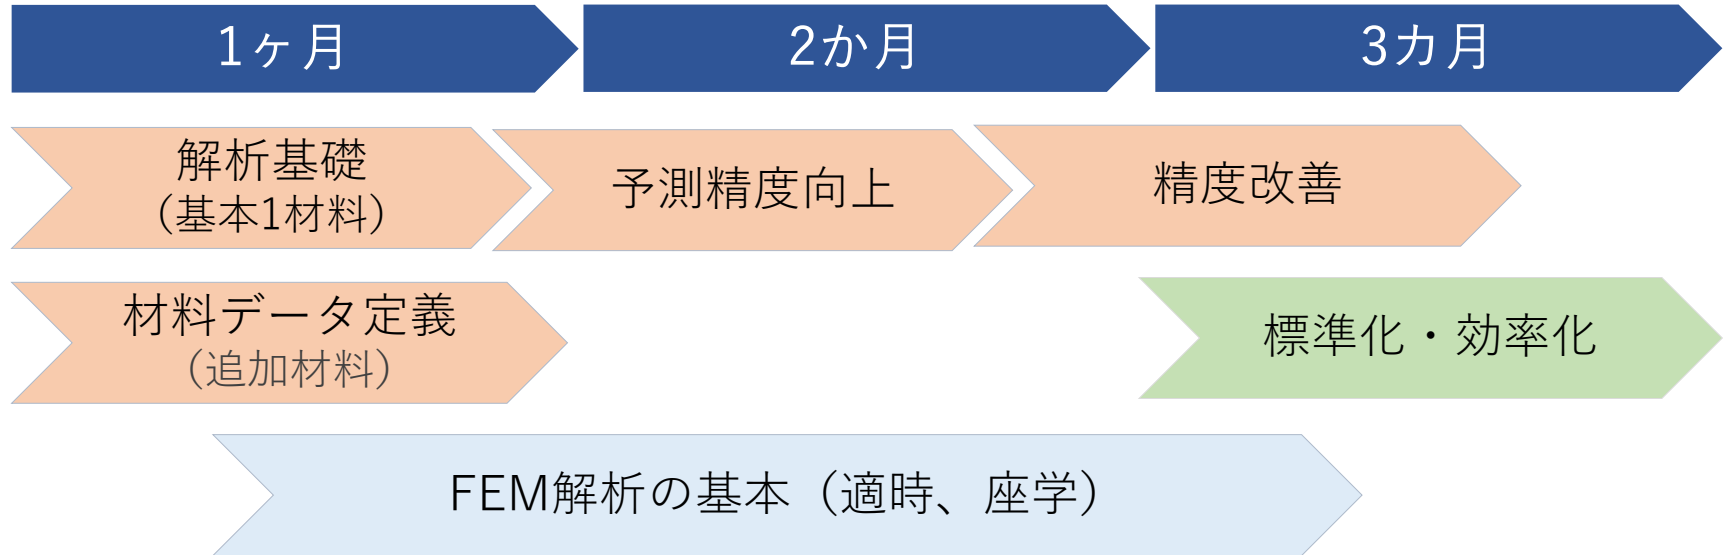 1ヶ月
2か月
3カ月
解析基礎
（基本1材料）
予測精度向上
精度改善
材料データ定義
（追加材料）
標準化・効率化
FEM解析の基本（適時、座学）